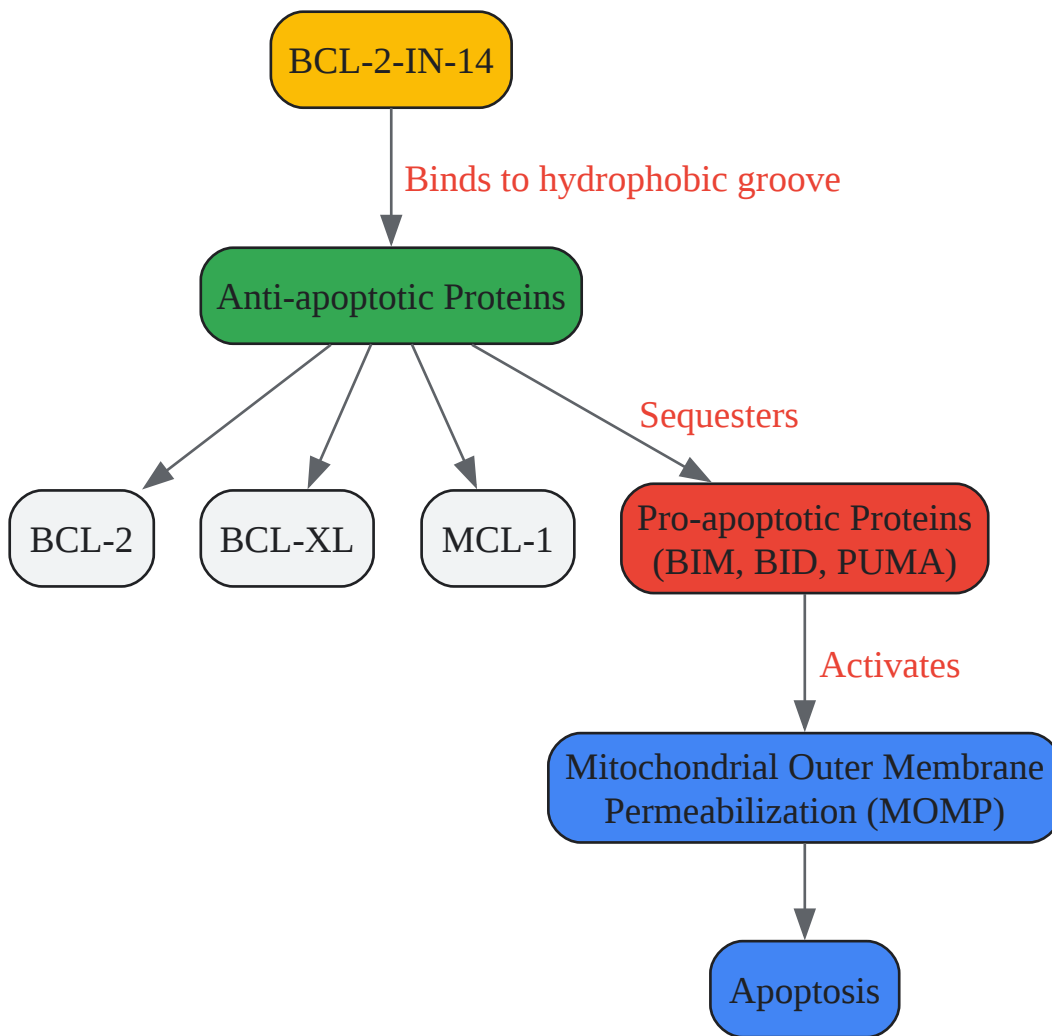 BCL-2-IN-14
Binds to hydrophobic groove
Anti-apoptotic Proteins
Sequesters
BCL-2
BCL-XL
MCL-1
Pro-apoptotic Proteins
(BIM, BID, PUMA)
Activates
Mitochondrial Outer Membrane
Permeabilization (MOMP)
Apoptosis